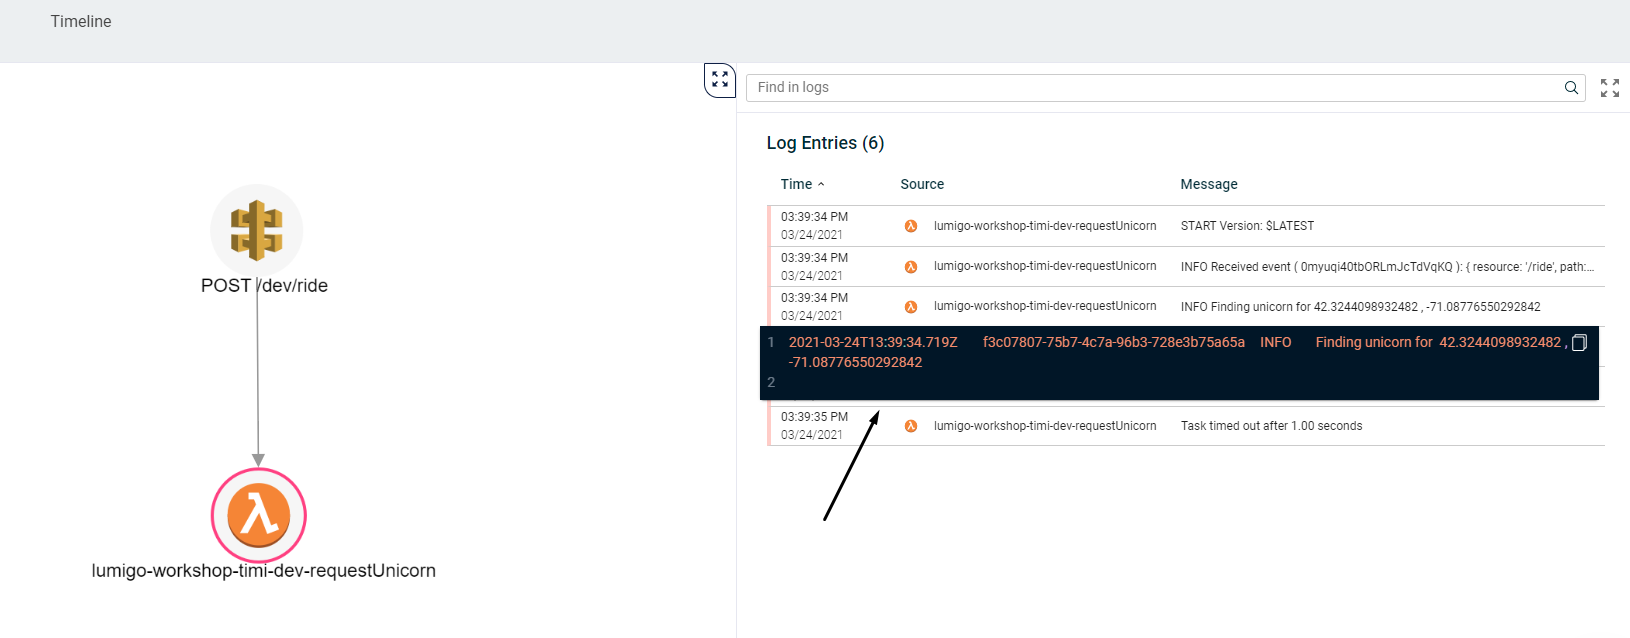 Timeline
POST /dev/ride
lumigo-workshop-timi-dev-requestUnicorn
Find in logs
Log Entries (6)
Time Source Message
03:39:34 PM
03/24/2021
lumigo-workshop-timi-dev-requestUnicorn START Version: $LATEST
03:39:34 PM
03/24/2021
lumigo-workshop-timi-dev-requestUnicorn INFO Received event ( 0myuqi40tbORLmJcTdVqKQ ): { resource: '/ride', path:...
03:39:34 PM
03/24/2021
lumigo-workshop-timi-dev-requestUnicorn INFO Finding unicorn for 42.3244098932482 , -71.08776550292842
1 2021-03-24T13:39:34.719Z f3c07807-75b7-4c7a-96b3-728e3b75a65a INFO Finding unicorn for 42.3244098932482 ,
-71.08776550292842
2
03:39:35 PM
03/24/2021
lumigo-workshop-timi-dev-requestUnicorn Task timed out after 1.00 seconds